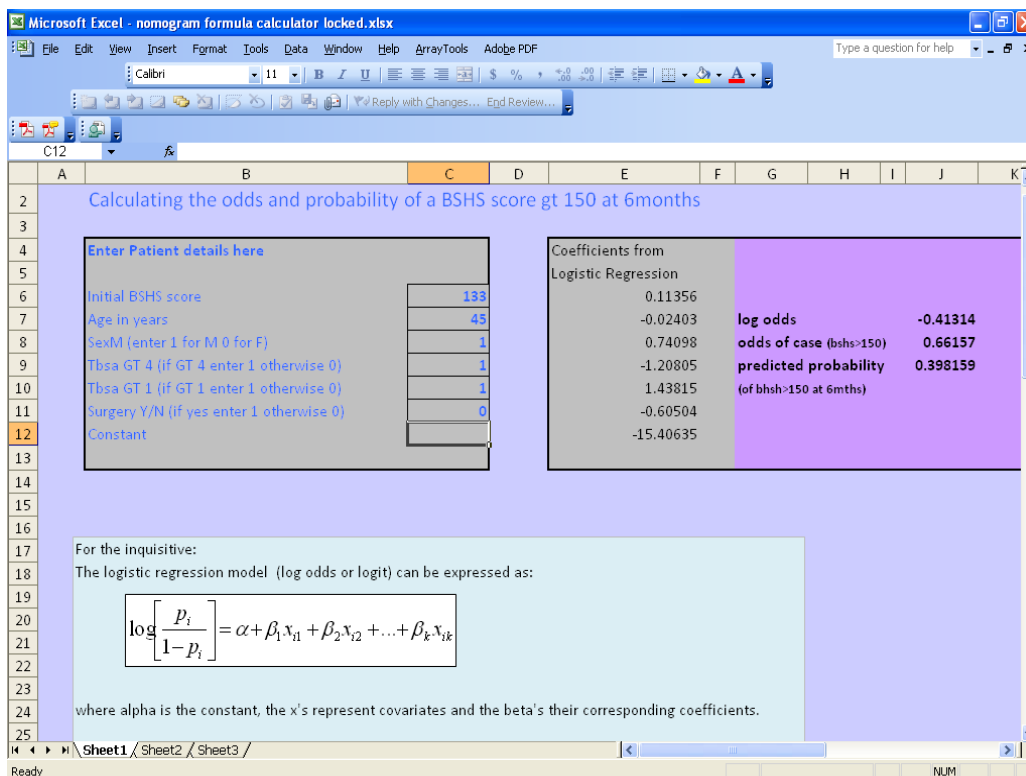 Microsoft Excel - nomogram formula calculator locked.xlsx
File Edit View Insert Format Tools Data Window Help ArrayTools Adobe PDF Type a question for help
Calibri 11 B I U $ % ,
Reply with Changes... End Review...
C12 fx
A B C D E F G H I J K
2 Calculating the odds and probability of a BSHS score gt 150 at 6months
3
4 Enter Patient details here Coefficients from
5 Logistic Regression
6 Initial BSHS score 133 0.11356
7 Age in years 45 -0.02403 log odds -0.41314
8 SexM (enter 1 for M 0 for F) 1 0.74098 odds of case (bshs>150) 0.66157
9 Tbsa GT 4 (if GT 4 enter 1 otherwise 0) 1 -1.20805 predicted probability 0.398159
10 Tbsa GT 1 (if GT 1 enter 1 otherwise 0) 1 1.43815 (of bhsh>150 at 6mths)
11 Surgery Y/N (if yes enter 1 otherwise 0) 0 -0.60504
12 Constant -15.40635
13
14
15
16
17 For the inquisitive:
18 The logistic regression model (log odds or logit) can be expressed as:
19
20 log[p_i / (1 − p_i)] = α + β₁x_i1 + β₂x_i2 + ... + β_k x_ik
21
22
23
24 where alpha is the constant, the x's represent covariates and the beta's their corresponding coefficients.
25
Sheet1 / Sheet2 / Sheet3 /
Ready NUM